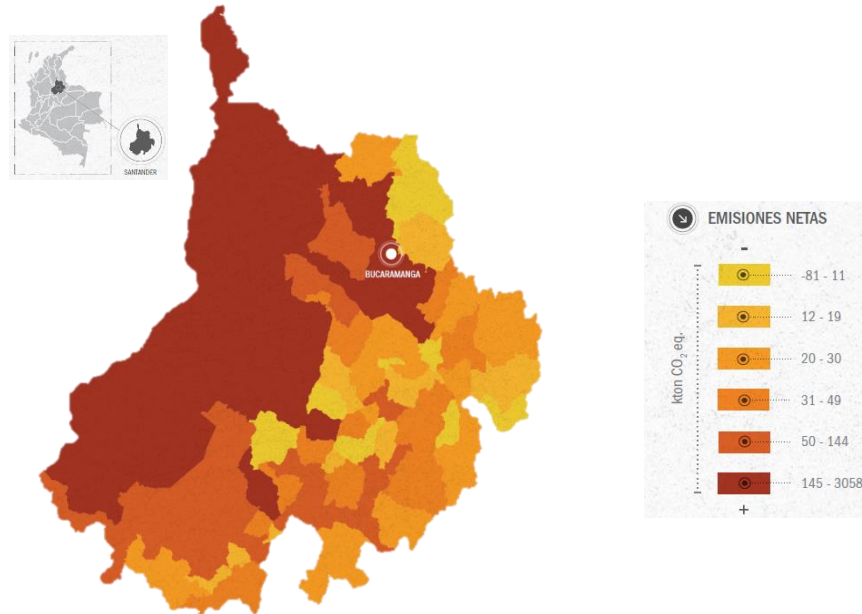 SANTANDER
BUCARAMANGA
EMISIONES NETAS
-
kton CO₂ eq.
-81 - 11
12 - 19
20 - 30
31 - 49
50 - 144
145 - 3058
+